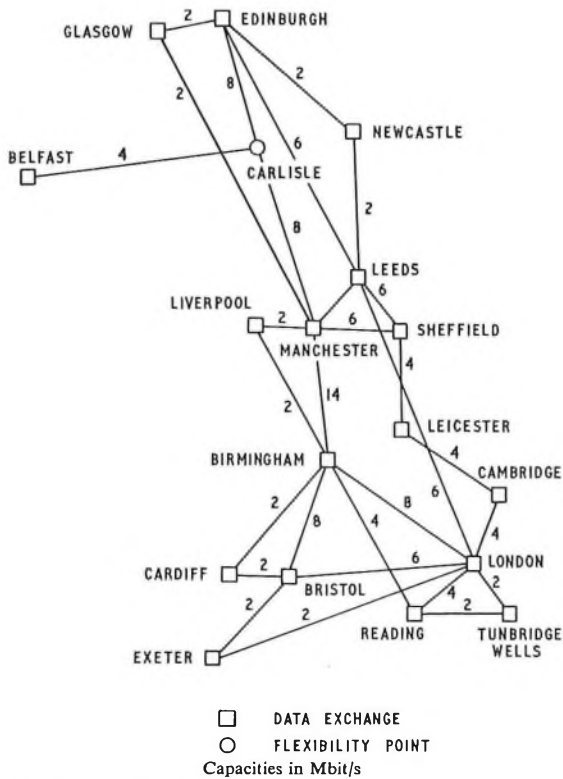 GLASGOW
2
EDINBURGH
8
2
2
NEWCASTLE
BELFAST
4
6
CARLISLE
8
2
LEEDS
6
LIVERPOOL
2
6
SHEFFIELD
MANCHESTER
4
14
2
LEICESTER
4
BIRMINGHAM
CAMBRIDGE
6
2
8
4
8
4
CARDIFF
2
6
LONDON
BRISTOL
2
4
2
2
2
EXETER
READING
TUNBRIDGE
WELLS
DATA EXCHANGE
FLEXIBILITY POINT
Capacities in Mbit/s